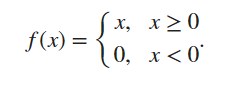 f(x) = { x, x ≥ 0
0, x < 0 .